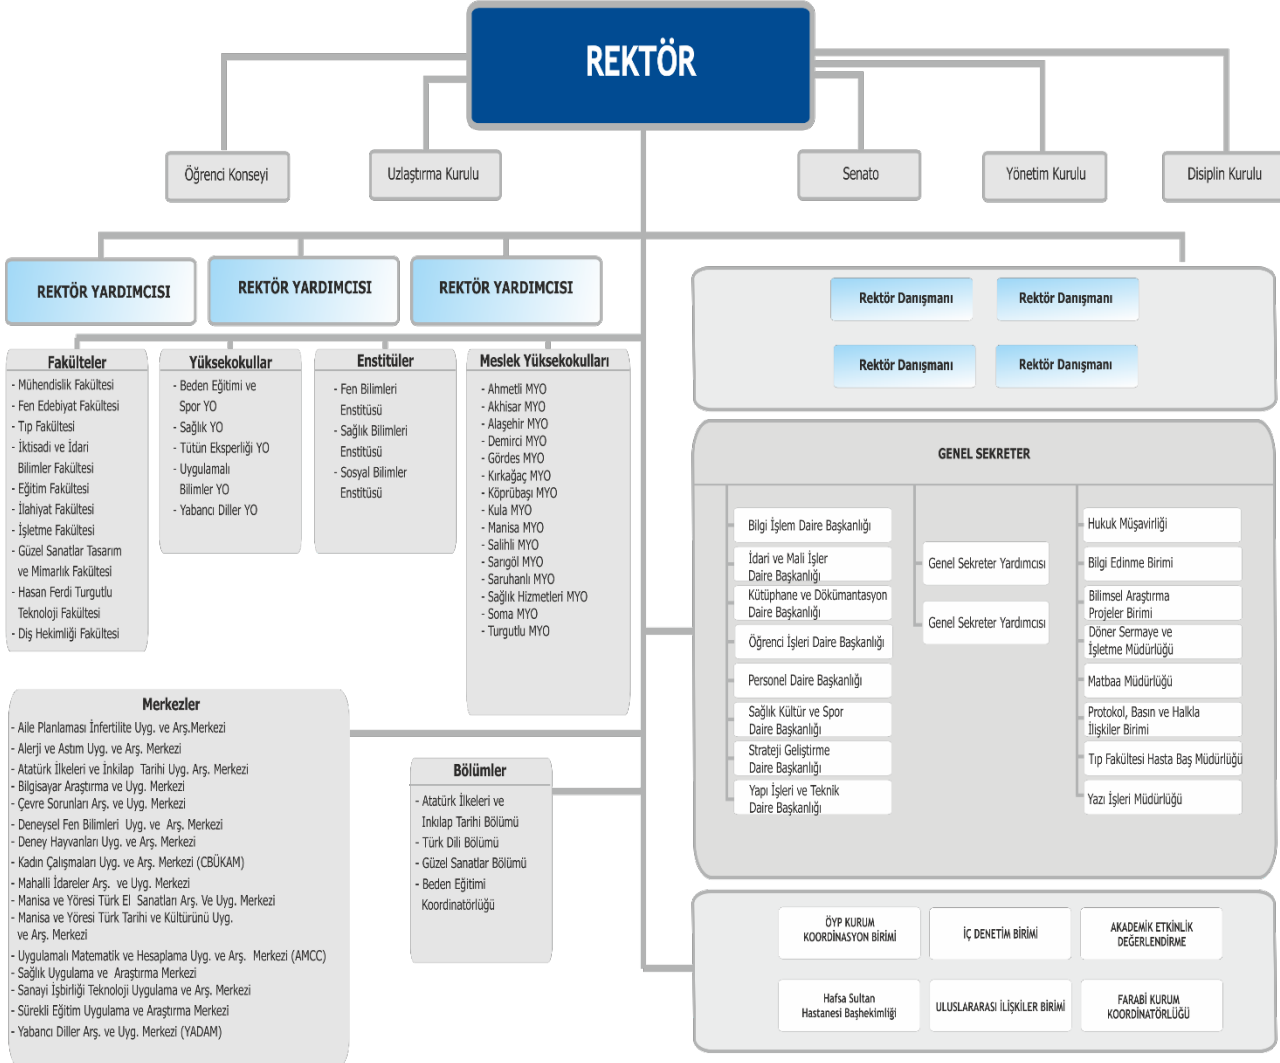 REKTÖR
Öğrenci Konseyi
Uzlaştırma Kurulu
Senato
Yönetim Kurulu
Disiplin Kurulu
REKTÖR YARDIMCISI
REKTÖR YARDIMCISI
REKTÖR YARDIMCISI
Rektör Danışmanı
Rektör Danışmanı
Rektör Danışmanı
Rektör Danışmanı
Fakülteler
- Mühendislik Fakültesi
- Fen Edebiyat Fakültesi
- Tıp Fakültesi
- İktisadi ve İdari
Bilimler Fakültesi
- Eğitim Fakültesi
- İlahiyat Fakültesi
- İşletme Fakültesi
- Güzel Sanatlar Tasarım
ve Mimarlık Fakültesi
- Hasan Ferdi Turgutlu
Teknoloji Fakültesi
- Diş Hekimliği Fakültesi
Yüksekokullar
- Beden Eğitimi ve
Spor YO
- Sağlık YO
- Tütün Eksperliği YO
- Uygulamalı
Bilimler YO
- Yabancı Diller YO
Enstitüler
- Fen Bilimleri
Enstitüsü
- Sağlık Bilimleri
Enstitüsü
- Sosyal Bilimler
Enstitüsü
Meslek Yüksekokulları
- Ahmetli MYO
- Akhisar MYO
- Alaşehir MYO
- Demirci MYO
- Gördes MYO
- Kırkağaç MYO
- Köprübaşı MYO
- Kula MYO
- Manisa MYO
- Salihli MYO
- Sarıgöl MYO
- Saruhanlı MYO
- Sağlık Hizmetleri MYO
- Soma MYO
- Turgutlu MYO
GENEL SEKRETER
Bilgi İşlem Daire Başkanlığı
İdari ve Mali İşler
Daire Başkanlığı
Kütüphane ve Dökümantasyon
Daire Başkanlığı
Öğrenci İşleri Daire Başkanlığı
Personel Daire Başkanlığı
Sağlık Kültür ve Spor
Daire Başkanlığı
Strateji Geliştirme
Daire Başkanlığı
Yapı İşleri ve Teknik
Daire Başkanlığı
Genel Sekreter Yardımcısı
Genel Sekreter Yardımcısı
Hukuk Müşavirliği
Bilgi Edinme Birimi
Bilimsel Araştırma
Projeler Birimi
Döner Sermaye ve
İşletme Müdürlüğü
Matbaa Müdürlüğü
Protokol, Basın ve Halkla
İlişkiler Birimi
Tıp Fakültesi Hasta Baş Müdürlüğü
Yazı İşleri Müdürlüğü
Merkezler
- Aile Planlaması İnfertilite Uyg. ve Arş.Merkezi
- Alerji ve Astım Uyg. ve Arş. Merkezi
- Atatürk İlkeleri ve İnkilap Tarihi Uyg. Arş. Merkezi
- Bilgisayar Araştırma ve Uyg. Merkezi
- Çevre Sorunları Arş. ve Uyg. Merkezi
- Deneysel Fen Bilimleri Uyg. ve Arş. Merkezi
- Deney Hayvanları Uyg. ve Arş. Merkezi
- Kadın Çalışmaları Uyg. ve Arş. Merkezi (CBÜKAM)
- Mahalli İdareler Arş. ve Uyg. Merkezi
- Manisa ve Yöresi Türk El Sanatları Arş. Ve Uyg. Merkezi
- Manisa ve Yöresi Türk Tarihi ve Kültürünü Uyg.
ve Arş. Merkezi
- Uygulamalı Matematik ve Hesaplama Uyg. ve Arş. Merkezi (AMCC)
- Sağlık Uygulama ve Araştırma Merkezi
- Sanayi İşbirliği Teknoloji Uygulama ve Arş. Merkezi
- Sürekli Eğitim Uygulama ve Araştırma Merkezi
- Yabancı Diller Arş. ve Uyg. Merkezi (YADAM)
Bölümler
- Atatürk İlkeleri ve
Inkılap Tarihi Bölümü
- Türk Dili Bölümü
- Güzel Sanatlar Bölümü
- Beden Eğitimi
Koordinatörlüğü
ÖYP KURUM
KOORDİNASYON BİRİMİ
İÇ DENETİM BİRİMİ
AKADEMİK ETKİNLİK
DEĞERLENDİRME
Hafsa Sultan
Hastanesi Başhekimliği
ULUSLARARASI İLİŞKİLER BİRİMİ
FARABİ KURUM
KOORDİNATÖRLÜĞÜ